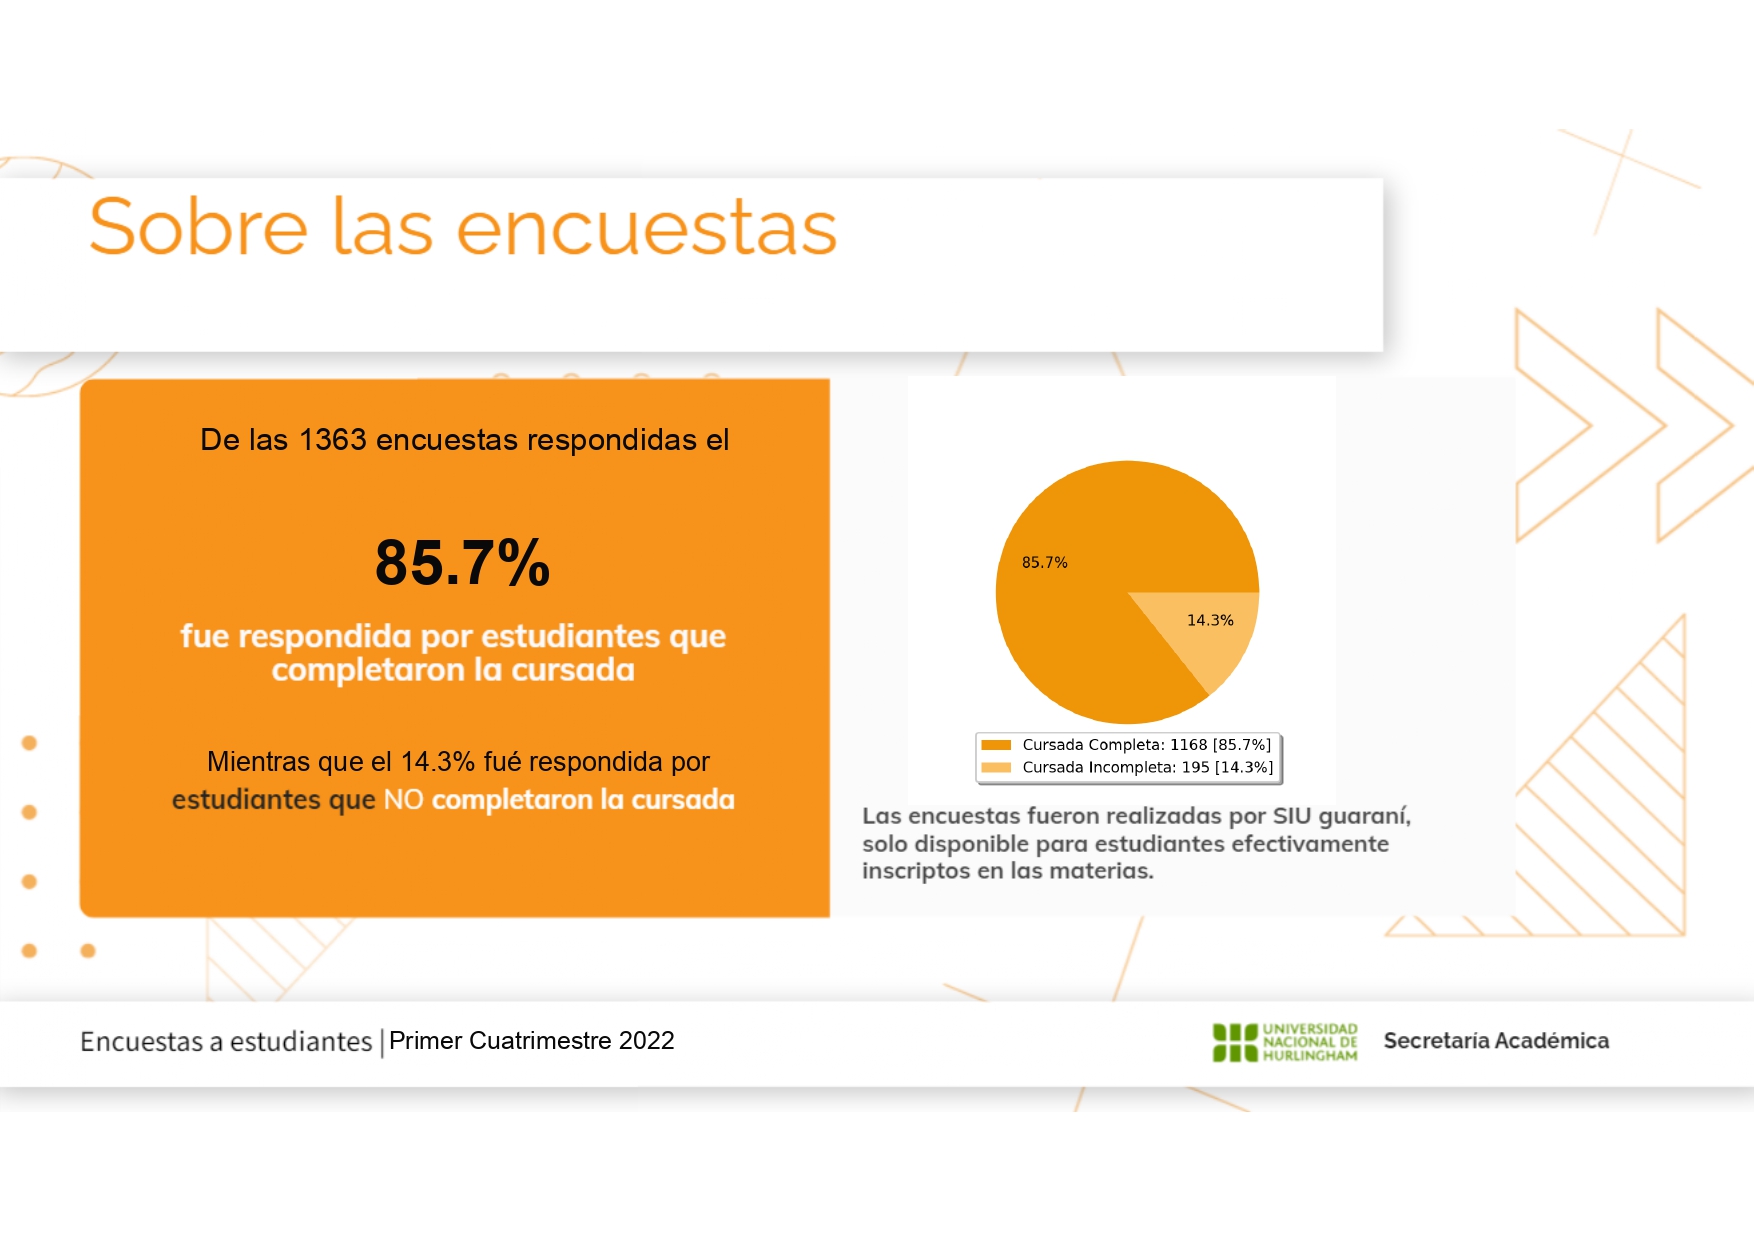 Sobre las encuestas
De las 1363 encuestas respondidas el
85.7%
fue respondida por estudiantes que
completaron la cursada
Mientras que el 14.3% fué respondida por
estudiantes que NO completaron la cursada
85.7%
14.3%
Cursada Completa: 1168 [85.7%]
Cursada Incompleta: 195 [14.3%]
Las encuestas fueron realizadas por SIU guaraní,
solo disponible para estudiantes efectivamente
inscriptos en las materias.
Encuestas a estudiantes | Primer Cuatrimestre 2022
UNIVERSIDAD
NACIONAL DE
HURLINGHAM
Secretaría Académica